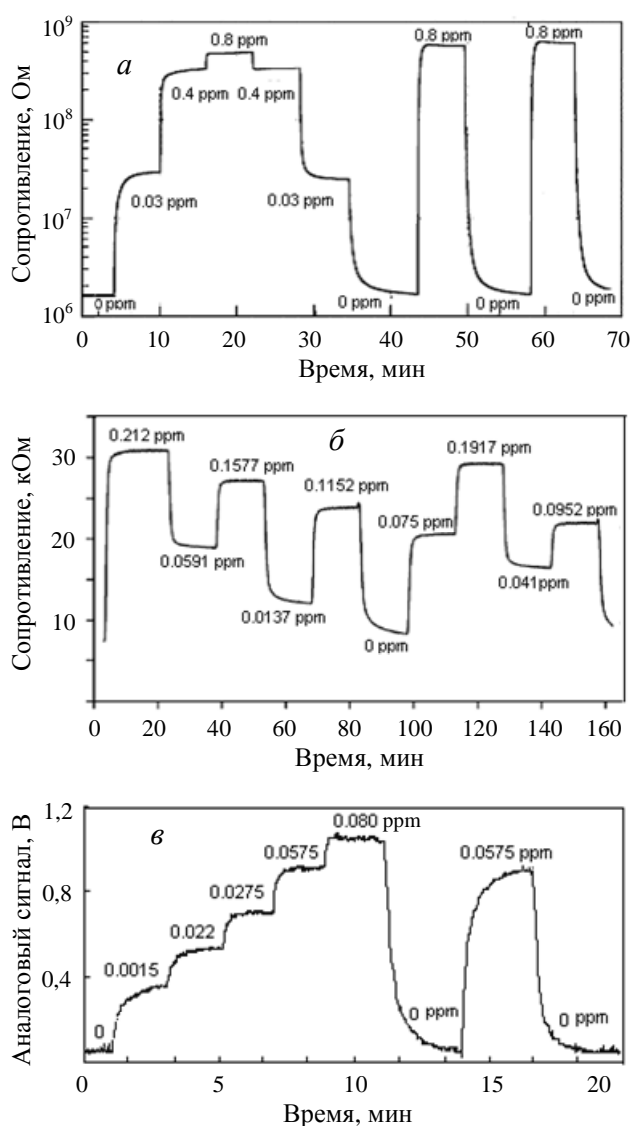 Сопротивление, Ом
10⁹
10⁸
10⁷
10⁶
а
0.8 ppm
0.4 ppm 0.4 ppm
0.03 ppm 0.03 ppm
0 ppm 0 ppm 0 ppm 0 ppm
0.8 ppm 0.8 ppm
0 10 20 30 40 50 60 70
Время, мин
Сопротивление, кОм
30
20
10
б
0.212 ppm
0.0591 ppm
0.1577 ppm
0.0137 ppm
0.1152 ppm
0 ppm
0.075 ppm
0.1917 ppm
0.041ppm
0.0952 ppm
0 20 40 60 80 100 120 140 160
Время, мин
Аналоговый сигнал, В
1,2
0,8
0,4
в
0
0.0015
0.022
0.0275
0.0575
0.080 ppm
0 ppm
0.0575 ppm
0 ppm
0 5 10 15 20
Время, мин